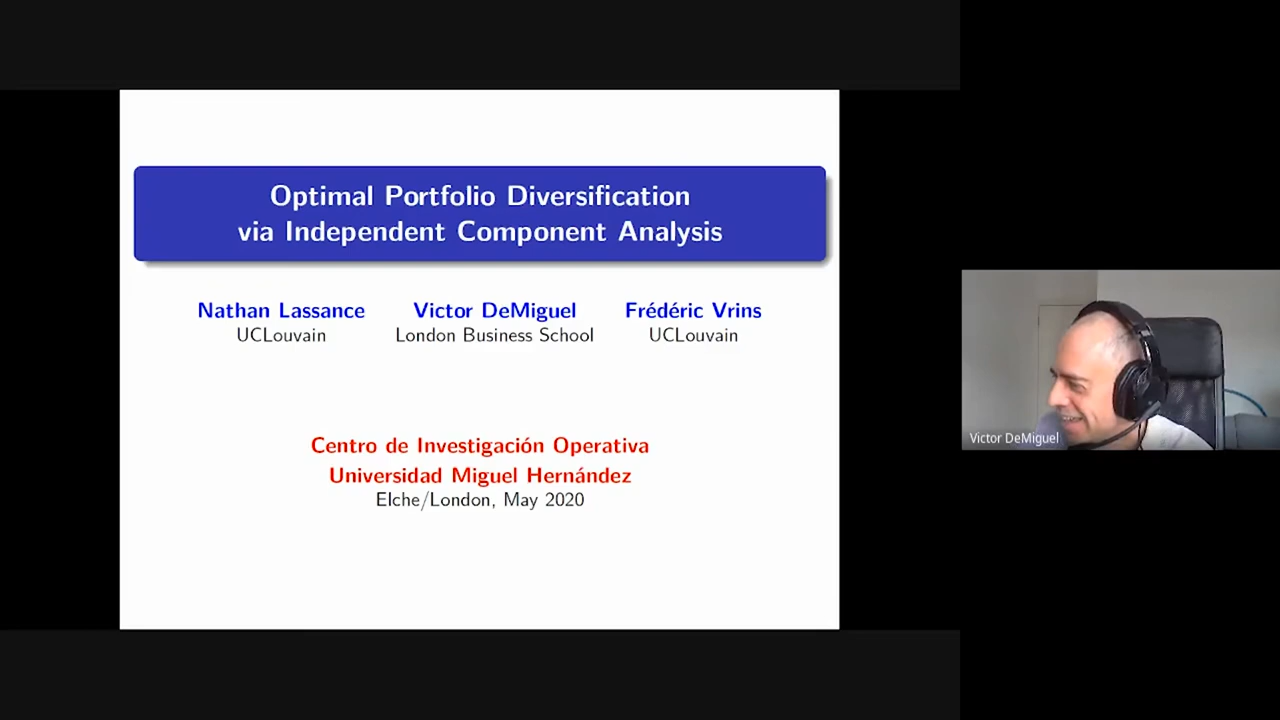 Optimal Portfolio Diversification
via Independent Component Analysis
Nathan Lassance Victor DeMiguel Frédéric Vrins
UCLouvain London Business School UCLouvain
Centro de Investigación Operativa
Universidad Miguel Hernández
Elche/London, May 2020
Victor DeMiguel